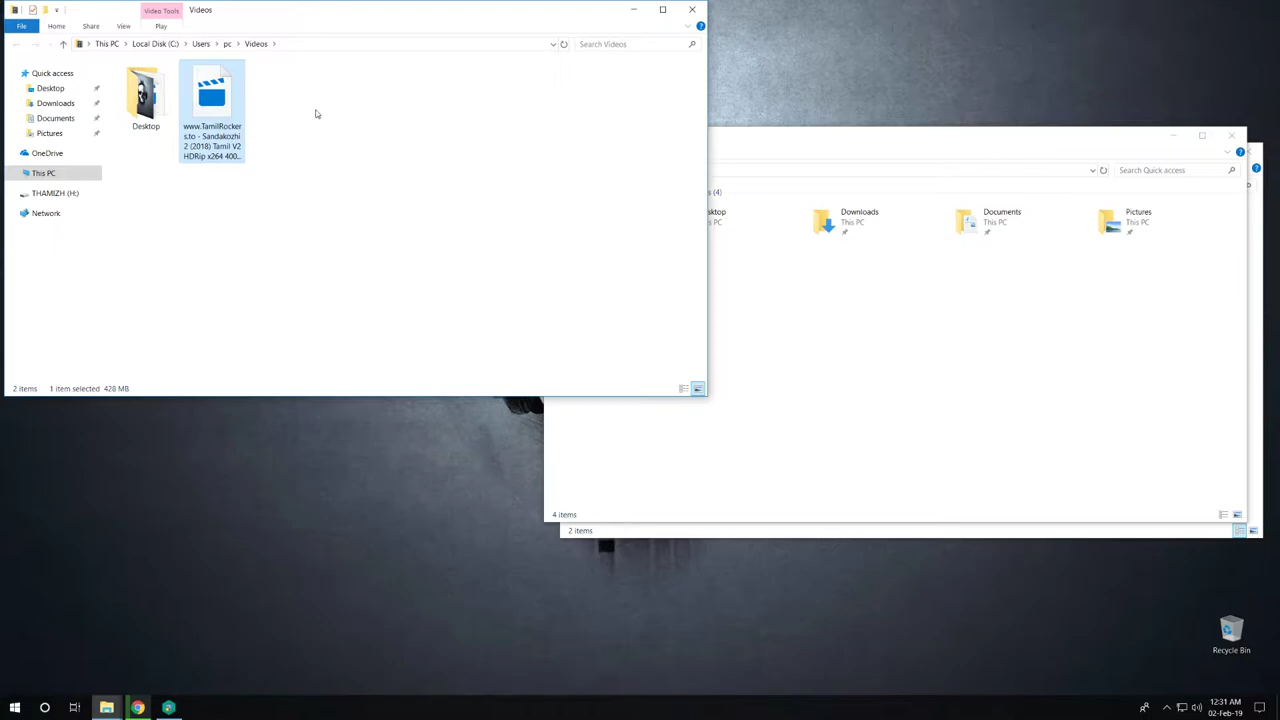 Video Tools
Videos
File
Home
Share
View
Play
This PC
Local Disk (C:)
Users
pc
Videos
Search Videos
Quick access
Desktop
Downloads
Documents
Pictures
OneDrive
This PC
THAMIZH (H:)
Network
Desktop
www.TamilRocker
s.to - Sandakozhi
2 (2018) Tamil V2
HDRip x264 400...
2 items
1 item selected
428 MB
Search Quick access
s (4)
sktop
s PC
Downloads
This PC
Documents
This PC
Pictures
This PC
4 items
2 items
Recycle Bin
12:31 AM
02-Feb-19